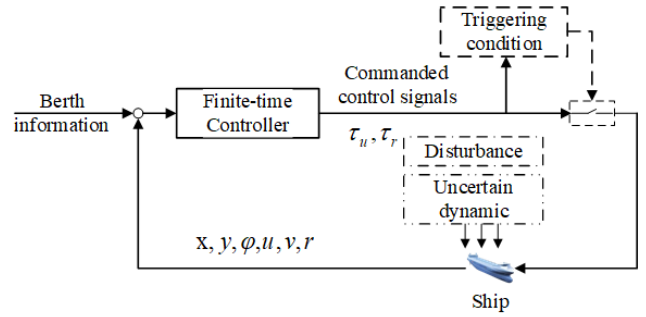 Triggering
condition
Commanded
control signals
Berth
information
Finite-time
Controller
τu, τr
Disturbance
Uncertain
dynamic
x, y, φ, u, v, r
Ship